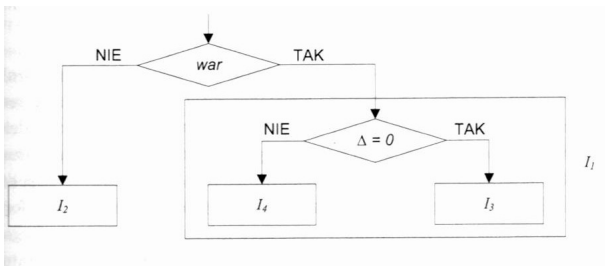 NIE
war
TAK
NIE
Δ = 0
TAK
I₁
I₂
I₄
I₃